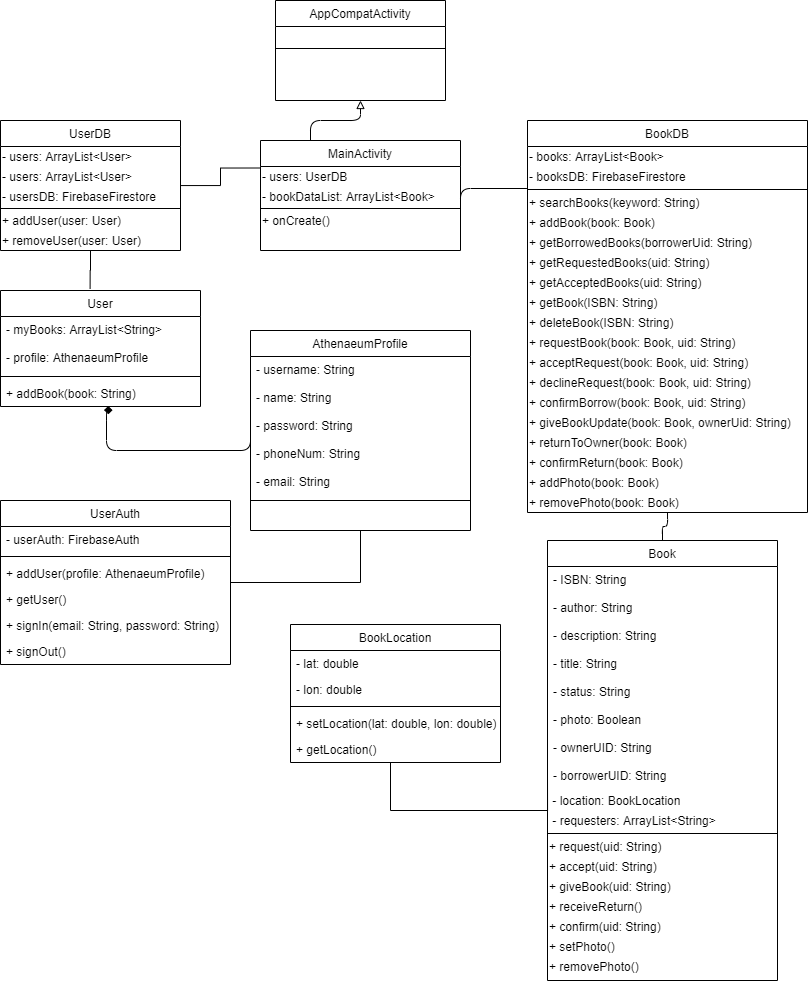 AppCompatActivity
UserDB
- users: ArrayList<User>
- users: ArrayList<User>
- usersDB: FirebaseFirestore
+ addUser(user: User)
+ removeUser(user: User)
MainActivity
- users: UserDB
- bookDataList: ArrayList<Book>
+ onCreate()
BookDB
- books: ArrayList<Book>
- booksDB: FirebaseFirestore
+ searchBooks(keyword: String)
+ addBook(book: Book)
+ getBorrowedBooks(borrowerUid: String)
+ getRequestedBooks(uid: String)
+ getAcceptedBooks(uid: String)
+ getBook(ISBN: String)
+ deleteBook(ISBN: String)
+ requestBook(book: Book, uid: String)
+ acceptRequest(book: Book, uid: String)
+ declineRequest(book: Book, uid: String)
+ confirmBorrow(book: Book, uid: String)
+ giveBookUpdate(book: Book, ownerUid: String)
+ returnToOwner(book: Book)
+ confirmReturn(book: Book)
+ addPhoto(book: Book)
+ removePhoto(book: Book)
User
- myBooks: ArrayList<String>
- profile: AthenaeumProfile
+ addBook(book: String)
AthenaeumProfile
- username: String
- name: String
- password: String
- phoneNum: String
- email: String
UserAuth
- userAuth: FirebaseAuth
+ addUser(profile: AthenaeumProfile)
+ getUser()
+ signIn(email: String, password: String)
+ signOut()
BookLocation
- lat: double
- lon: double
+ setLocation(lat: double, lon: double)
+ getLocation()
Book
- ISBN: String
- author: String
- description: String
- title: String
- status: String
- photo: Boolean
- ownerUID: String
- borrowerUID: String
- location: BookLocation
- requesters: ArrayList<String>
+ request(uid: String)
+ accept(uid: String)
+ giveBook(uid: String)
+ receiveReturn()
+ confirm(uid: String)
+ setPhoto()
+ removePhoto()